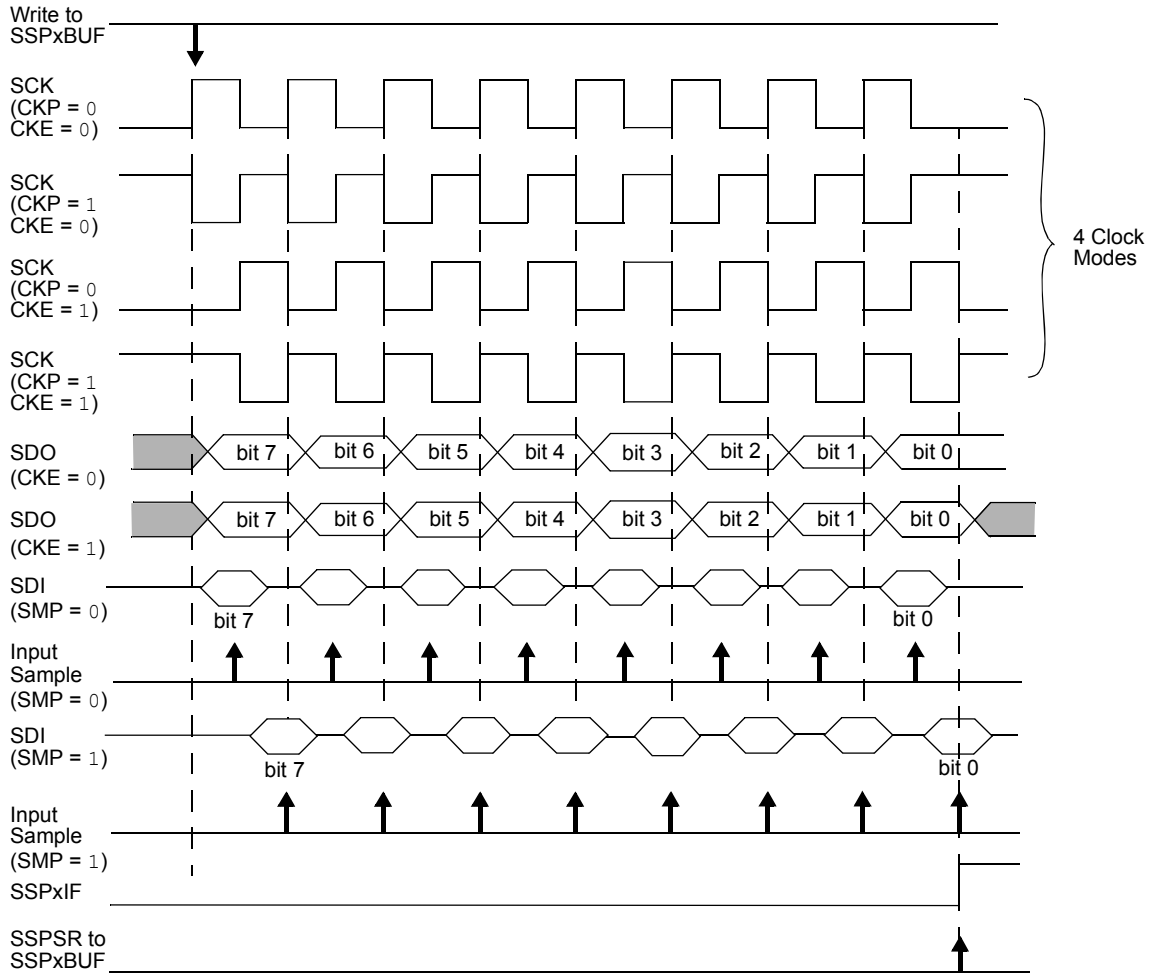 Write to
SSPxBUF
SCK
(CKP = 0
CKE = 0)
SCK
(CKP = 1
CKE = 0)
SCK
(CKP = 0
CKE = 1)
SCK
(CKP = 1
CKE = 1)
4 Clock
Modes
SDO
(CKE = 0)
bit 7 bit 6 bit 5 bit 4 bit 3 bit 2 bit 1 bit 0
SDO
(CKE = 1)
bit 7 bit 6 bit 5 bit 4 bit 3 bit 2 bit 1 bit 0
SDI
(SMP = 0)
bit 7 bit 0
Input
Sample
(SMP = 0)
SDI
(SMP = 1)
bit 7 bit 0
Input
Sample
(SMP = 1)
SSPxIF
SSPSR to
SSPxBUF